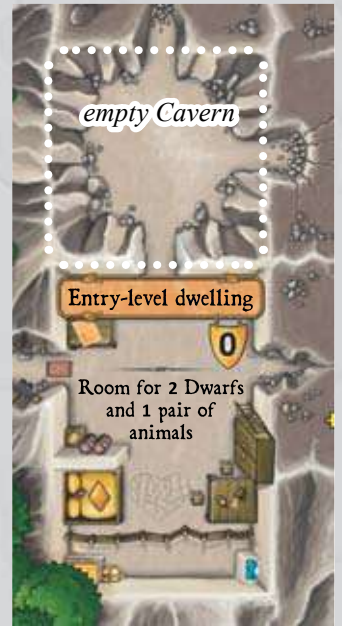 empty Cavern
Entry-level dwelling
0
Room for 2 Dwarfs
and 1 pair of
animals